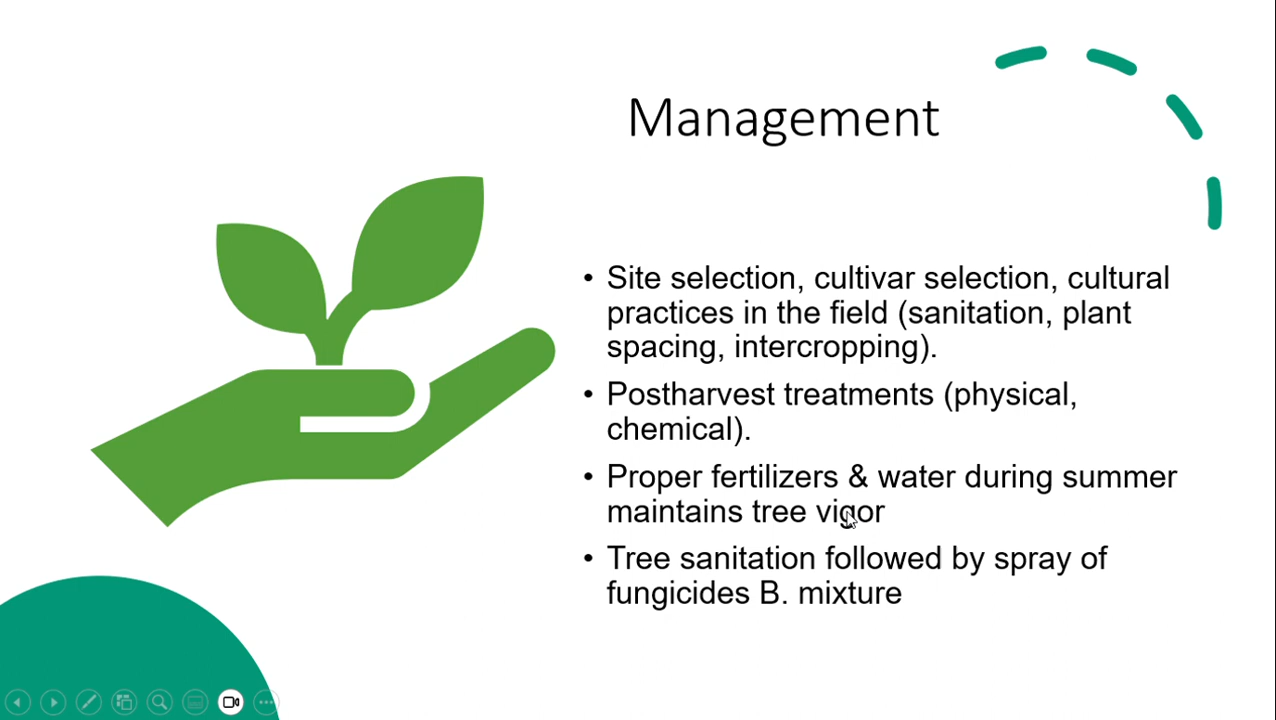 Management
• Site selection, cultivar selection, cultural
practices in the field (sanitation, plant
spacing, intercropping).
• Postharvest treatments (physical,
chemical).
• Proper fertilizers & water during summer
maintains tree vigor
• Tree sanitation followed by spray of
fungicides B. mixture